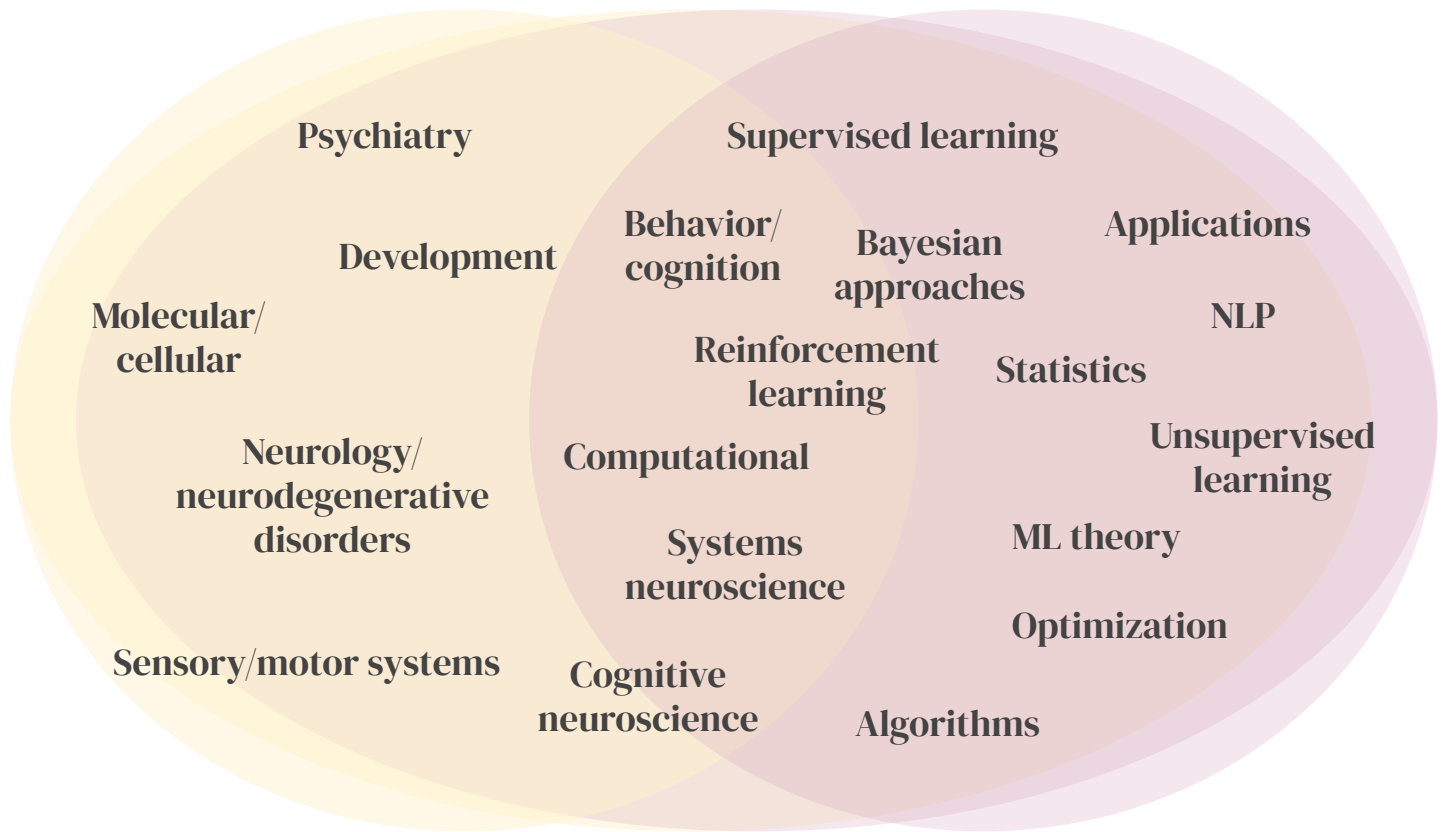 Psychiatry
Supervised learning
Behavior/
cognition
Bayesian
approaches
Applications
Development
Molecular/
cellular
NLP
Reinforcement
learning
Statistics
Neurology/
neurodegenerative
disorders
Computational
Unsupervised
learning
Systems
neuroscience
ML theory
Optimization
Sensory/motor systems
Cognitive
neuroscience
Algorithms